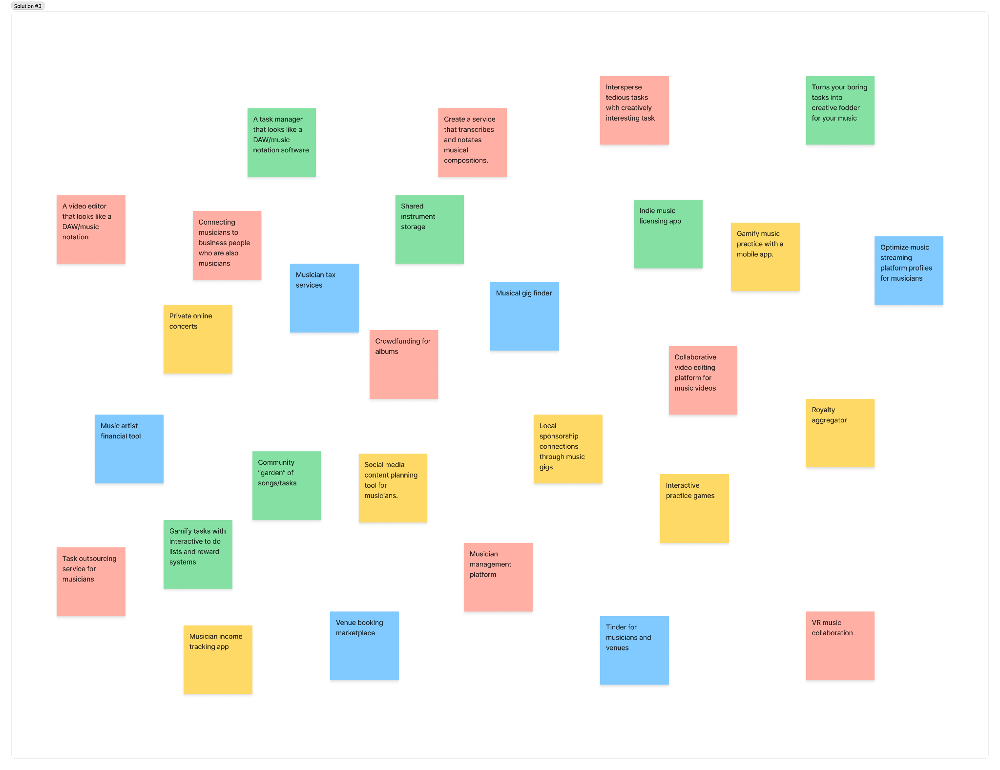 Solution #3
Intersperse
tedious tasks
with creatively
interesting task
Turns your boring
tasks into
creative fodder
for your music
A task manager
that looks like a
DAW/music
notation software
Create a service
that transcribes
and notates
musical
compositions.
A video editor
that looks like a
DAW/music
notation
Connecting
musicians to
business people
who are also
musicians
Shared
instrument
storage
Indie music
licensing app
Gamify music
practice with a
mobile app.
Optimize music
streaming
platform profiles
for musicians
Musician tax
services
Musical gig finder
Private online
concerts
Crowdfunding for
albums
Collaborative
video editing
platform for
music videos
Royalty
aggregator
Music artist
financial tool
Local
sponsorship
connections
through music
gigs
Community
“garden” of
songs/tasks
Social media
content planning
tool for
musicians.
Interactive
practice games
Gamify tasks with
interactive to do
lists and reward
systems
Task outsourcing
service for
musicians
Musician
management
platform
Venue booking
marketplace
Tinder for
musicians and
venues
VR music
collaboration
Musician income
tracking app